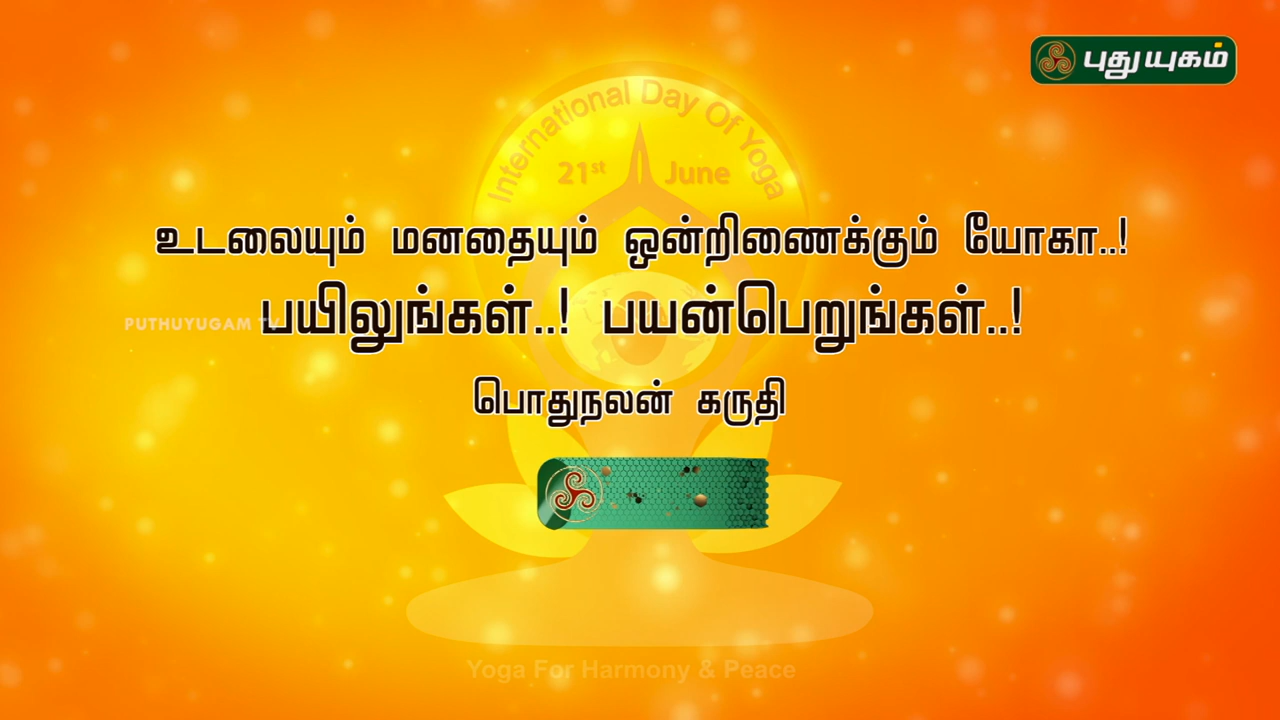 புதுயுகம்
International Day Of Yoga
21st June
உடலையும் மனதையும் ஒன்றிணைக்கும் யோகா..!
பயிலுங்கள்..! பயன்பெறுங்கள்..!
PUTHUYUGAM TV
பொதுநலன் கருதி
Yoga For Harmony & Peace